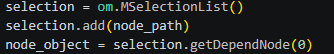 selection = om.MSelectionList()
selection.add(node_path)
node_object = selection.getDependNode(0)